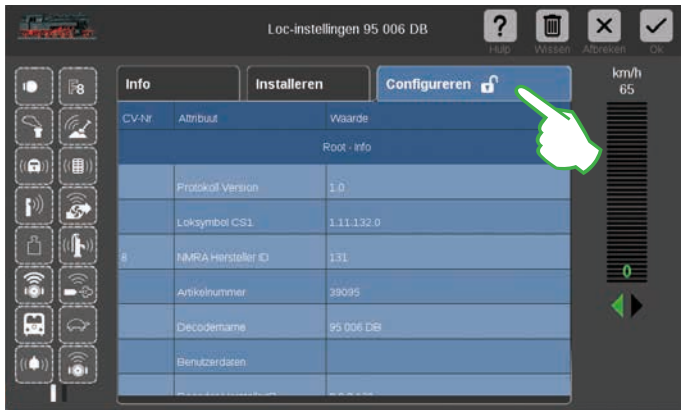 Loc-instellingen 95 006 DB
?
Hulp
Wissen
Afbreken
Ok
Info
Installeren
Configureren
km/h
65
F8
CV-Nr
Attribuut
Waarde
Root - Info
Protokoll Version
1.0
Loksymbol CS1
1.11.132.0
8
NMRA Hersteller ID
131
Artikelnummer
39095
Decodername
95 006 DB
Benutzerdaten
0